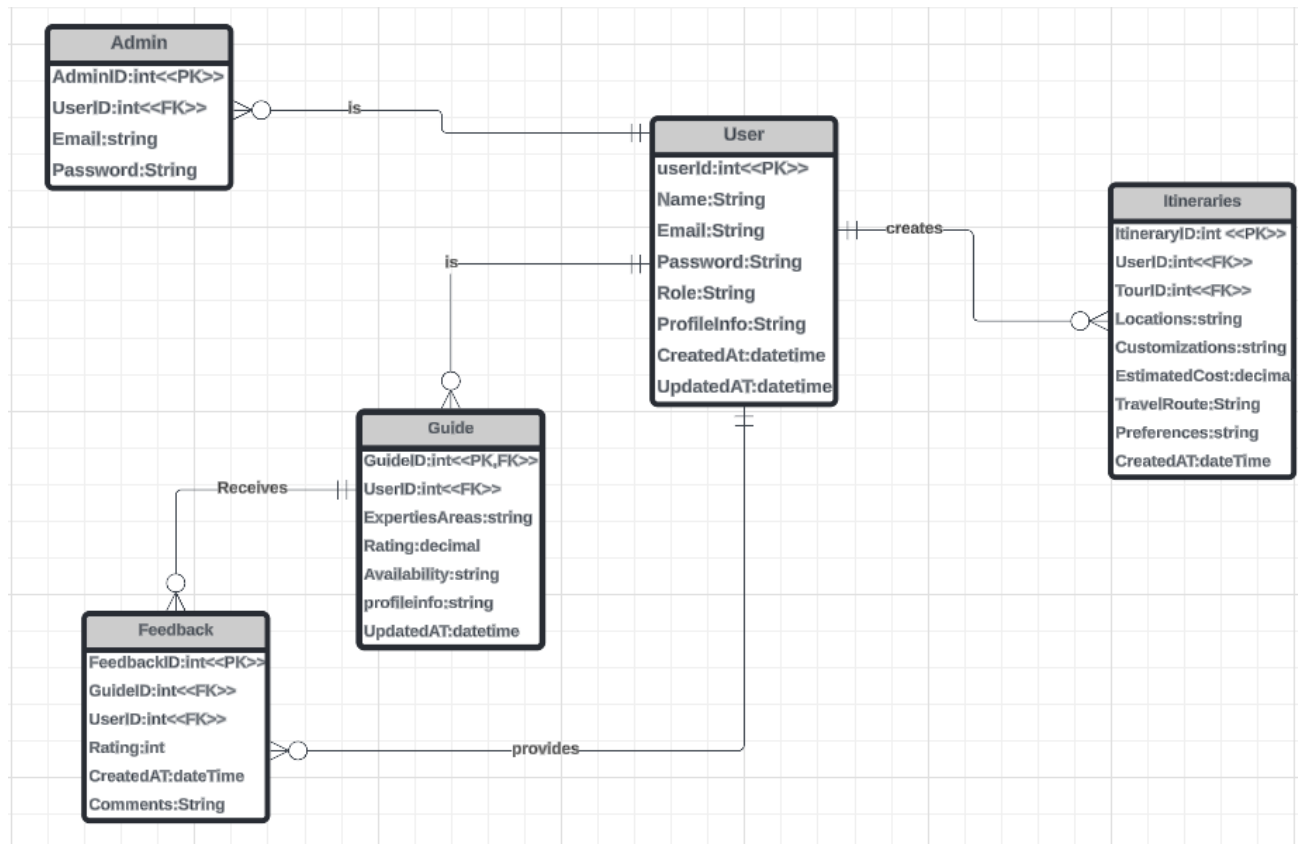 Admin
AdminID:int<<PK>>
UserID:int<<FK>>
Email:string
Password:String
is
User
userId:int<<PK>>
Name:String
Email:String
Password:String
Role:String
ProfileInfo:String
CreatedAt:datetime
UpdatedAT:datetime
creates
Itineraries
ItineraryID:int <<PK>>
UserID:int<<FK>>
TourID:int<<FK>>
Locations:string
Customizations:string
EstimatedCost:decima
TravelRoute:String
Preferences:string
CreatedAT:dateTime
is
Guide
GuideID:int<<PK,FK>>
UserID:int<<FK>>
ExpertiesAreas:string
Rating:decimal
Availability:string
profileinfo:string
UpdatedAT:datetime
Receives
Feedback
FeedbackID:int<<PK>>
GuideID:int<<FK>>
UserID:int<<FK>>
Rating:int
CreatedAT:dateTime
Comments:String
provides